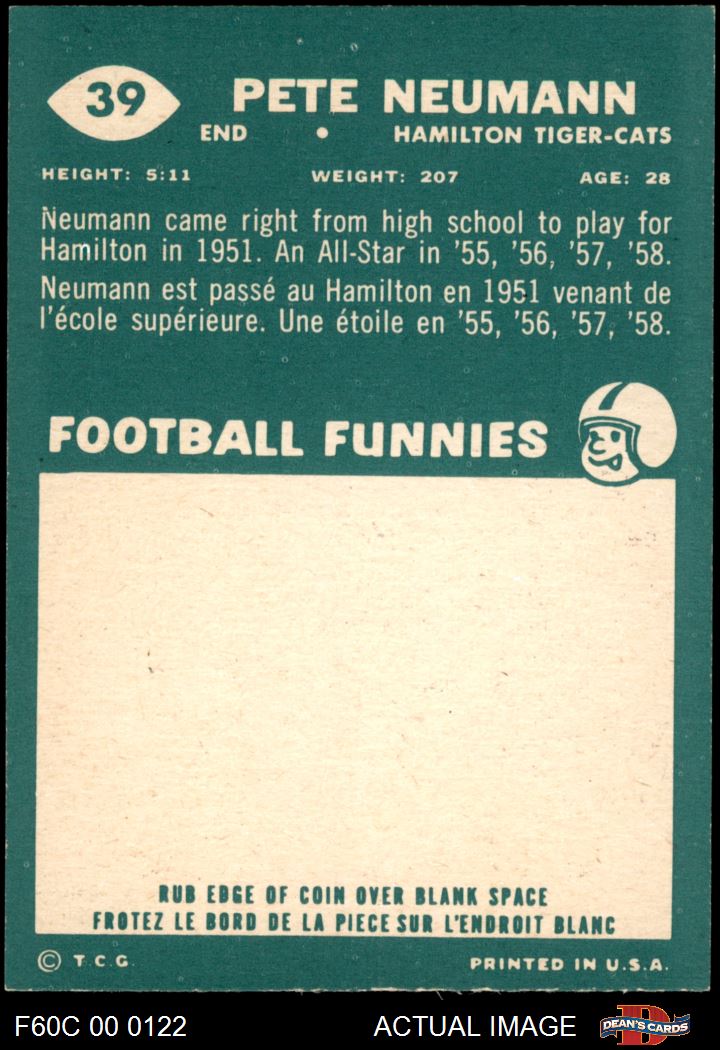 39
PETE NEUMANN
END • HAMILTON TIGER-CATS
HEIGHT: 5:11 WEIGHT: 207 AGE: 28
Neumann came right from high school to play for
Hamilton in 1951. An All-Star in '55, '56, '57, '58.
Neumann est passé au Hamilton en 1951 venant de
l'école supérieure. Une étoile en '55, '56, '57, '58.
FOOTBALL FUNNIES
RUB EDGE OF COIN OVER BLANK SPACE
FROTEZ LE BORD DE LA PIECE SUR L'ENDROIT BLANC
© T.C.G. PRINTED IN U.S.A.
F60C 00 0122 ACTUAL IMAGE DEAN'S CARDS